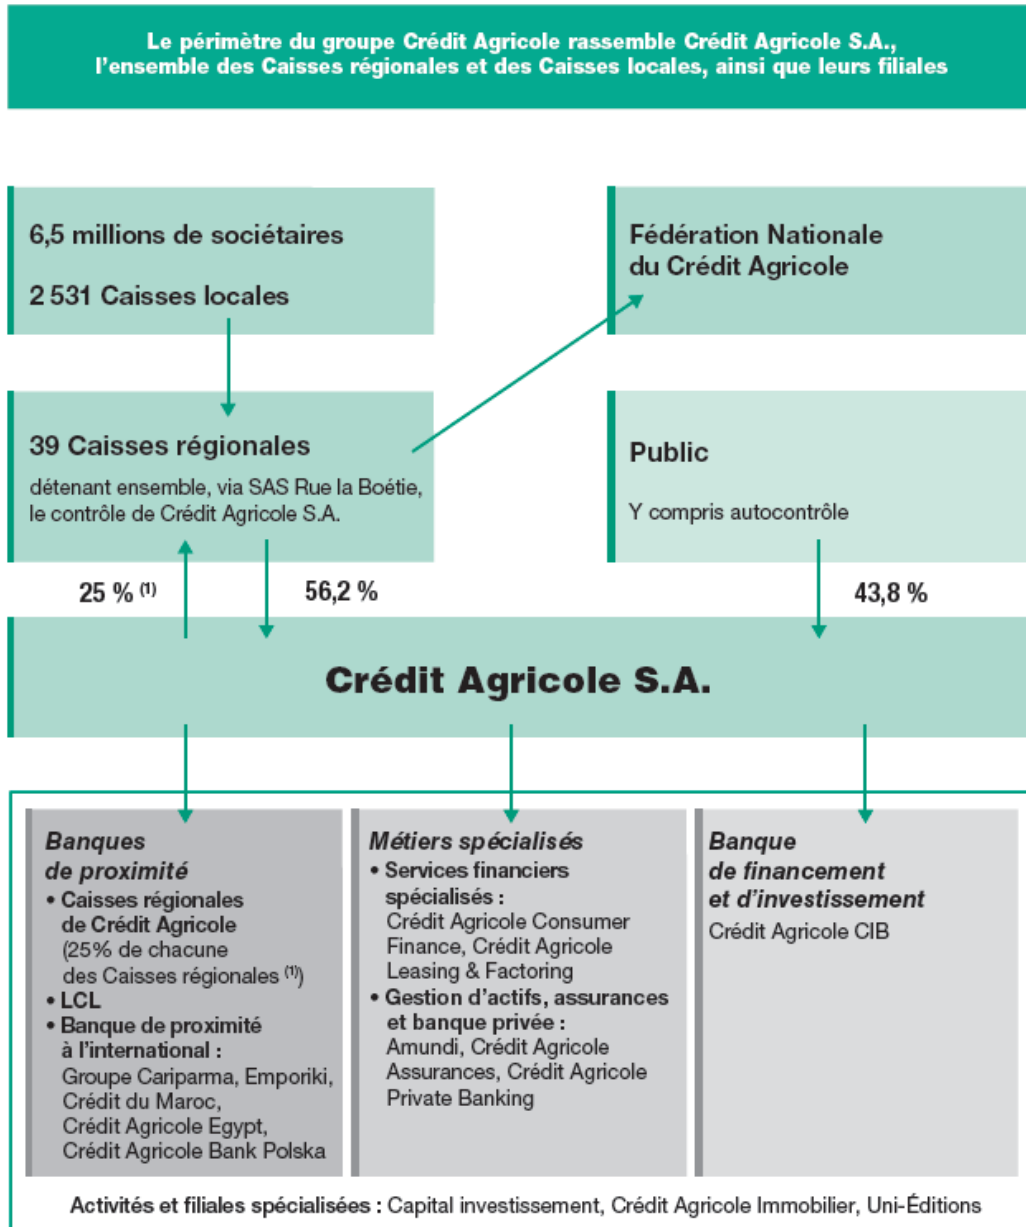 Le périmètre du groupe Crédit Agricole rassemble Crédit Agricole S.A.,
l'ensemble des Caisses régionales et des Caisses locales, ainsi que leurs filiales
6,5 millions de sociétaires
2 531 Caisses locales
Fédération Nationale
du Crédit Agricole
39 Caisses régionales
détenant ensemble, via SAS Rue la Boétie,
le contrôle de Crédit Agricole S.A.
Public
Y compris autocontrôle
25 % (1)
56,2 %
43,8 %
Crédit Agricole S.A.
Banques
de proximité
• Caisses régionales
de Crédit Agricole
(25% de chacune
des Caisses régionales (1))
• LCL
• Banque de proximité
à l'international :
Groupe Cariparma, Emporiki,
Crédit du Maroc,
Crédit Agricole Egypt,
Crédit Agricole Bank Polska
Métiers spécialisés
• Services financiers
spécialisés :
Crédit Agricole Consumer
Finance, Crédit Agricole
Leasing & Factoring
• Gestion d'actifs, assurances
et banque privée :
Amundi, Crédit Agricole
Assurances, Crédit Agricole
Private Banking
Banque
de financement
et d'investissement
Crédit Agricole CIB
Activités et filiales spécialisées : Capital investissement, Crédit Agricole Immobilier, Uni-Éditions